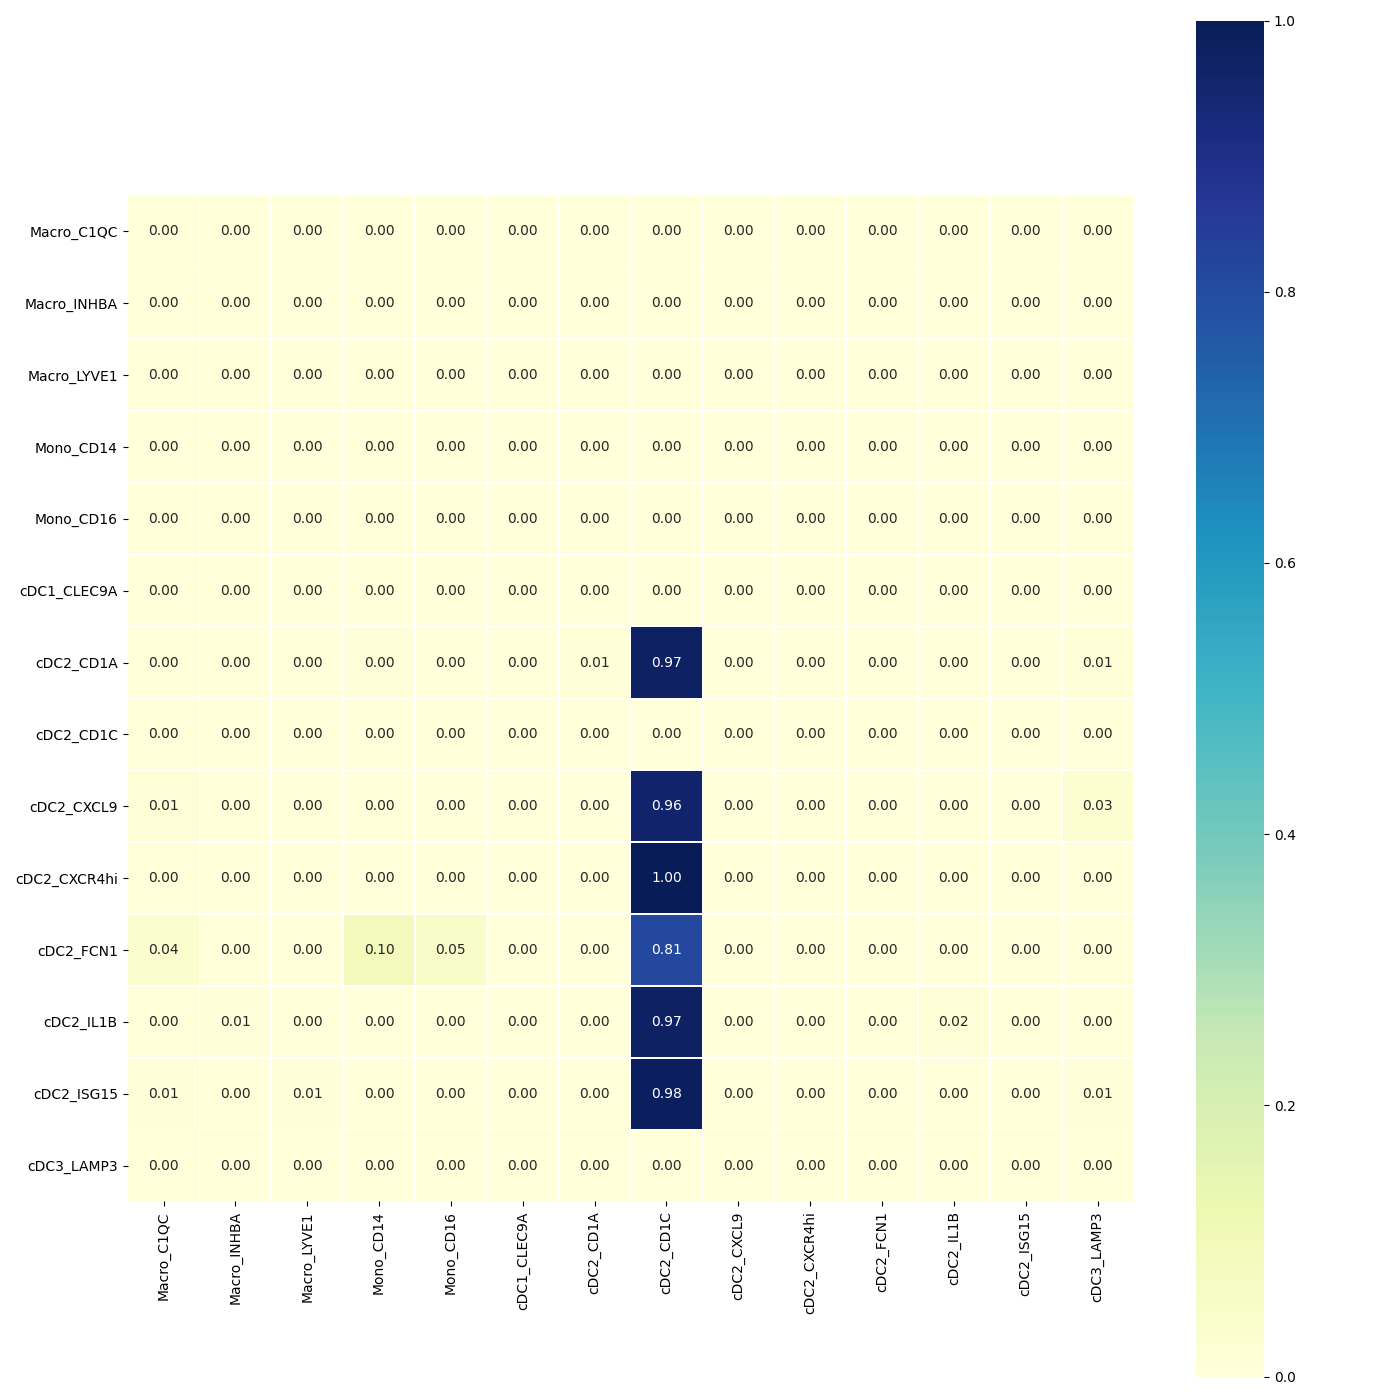 1.0
0.8
0.6
0.4
0.2
0.0
Macro_C1QC 0.00 0.00 0.00 0.00 0.00 0.00 0.00 0.00 0.00 0.00 0.00 0.00 0.00 0.00
Macro_INHBA 0.00 0.00 0.00 0.00 0.00 0.00 0.00 0.00 0.00 0.00 0.00 0.00 0.00 0.00
Macro_LYVE1 0.00 0.00 0.00 0.00 0.00 0.00 0.00 0.00 0.00 0.00 0.00 0.00 0.00 0.00
Mono_CD14 0.00 0.00 0.00 0.00 0.00 0.00 0.00 0.00 0.00 0.00 0.00 0.00 0.00 0.00
Mono_CD16 0.00 0.00 0.00 0.00 0.00 0.00 0.00 0.00 0.00 0.00 0.00 0.00 0.00 0.00
cDC1_CLEC9A 0.00 0.00 0.00 0.00 0.00 0.00 0.00 0.00 0.00 0.00 0.00 0.00 0.00 0.00
cDC2_CD1A 0.00 0.00 0.00 0.00 0.00 0.00 0.01 0.97 0.00 0.00 0.00 0.00 0.00 0.01
cDC2_CD1C 0.00 0.00 0.00 0.00 0.00 0.00 0.00 0.00 0.00 0.00 0.00 0.00 0.00 0.00
cDC2_CXCL9 0.01 0.00 0.00 0.00 0.00 0.00 0.00 0.96 0.00 0.00 0.00 0.00 0.00 0.03
cDC2_CXCR4hi 0.00 0.00 0.00 0.00 0.00 0.00 0.00 1.00 0.00 0.00 0.00 0.00 0.00 0.00
cDC2_FCN1 0.04 0.00 0.00 0.10 0.05 0.00 0.00 0.81 0.00 0.00 0.00 0.00 0.00 0.00
cDC2_IL1B 0.00 0.01 0.00 0.00 0.00 0.00 0.00 0.97 0.00 0.00 0.00 0.02 0.00 0.00
cDC2_ISG15 0.01 0.00 0.01 0.00 0.00 0.00 0.00 0.98 0.00 0.00 0.00 0.00 0.00 0.01
cDC3_LAMP3 0.00 0.00 0.00 0.00 0.00 0.00 0.00 0.00 0.00 0.00 0.00 0.00 0.00 0.00
Macro_C1QC
Macro_INHBA
Macro_LYVE1
Mono_CD14
Mono_CD16
cDC1_CLEC9A
cDC2_CD1A
cDC2_CD1C
cDC2_CXCL9
cDC2_CXCR4hi
cDC2_FCN1
cDC2_IL1B
cDC2_ISG15
cDC3_LAMP3